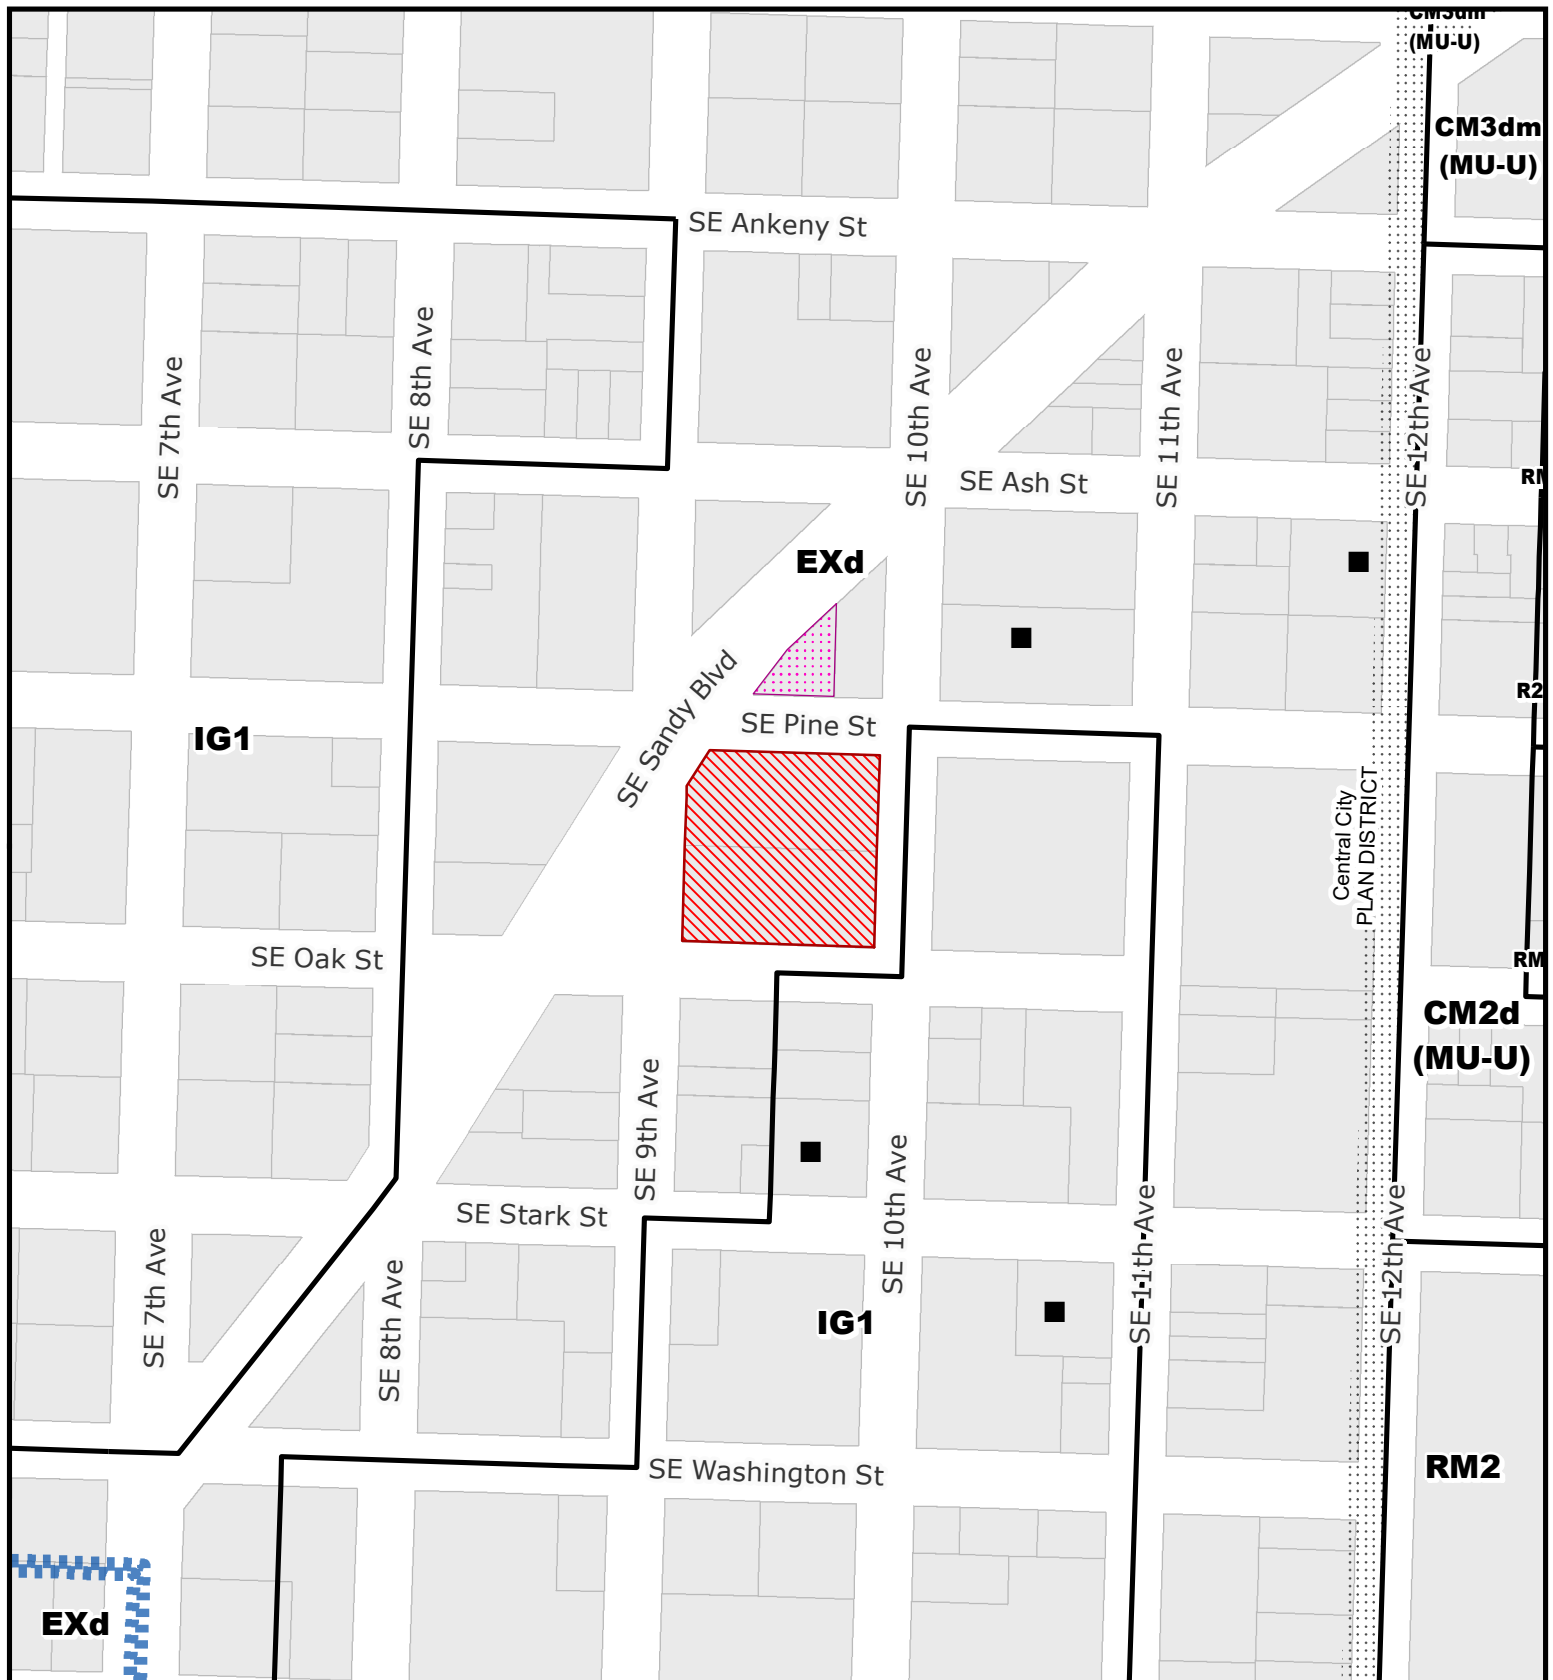 CM3dm
(MU-U)
CM3dm
(MU-U)
SE Ankeny St
SE 7th Ave
SE 8th Ave
SE 10th Ave
SE 11th Ave
SE 12th Ave
SE Ash St
RM
EXd
SE Sandy Blvd
R2
SE Pine St
IG1
Central City
PLAN DISTRICT
SE Oak St
RM
CM2d
(MU-U)
SE 9th Ave
SE 10th Ave
SE Stark St
SE 7th Ave
SE 8th Ave
SE 11th Ave
SE 12th Ave
IG1
SE Washington St
RM2
EXd